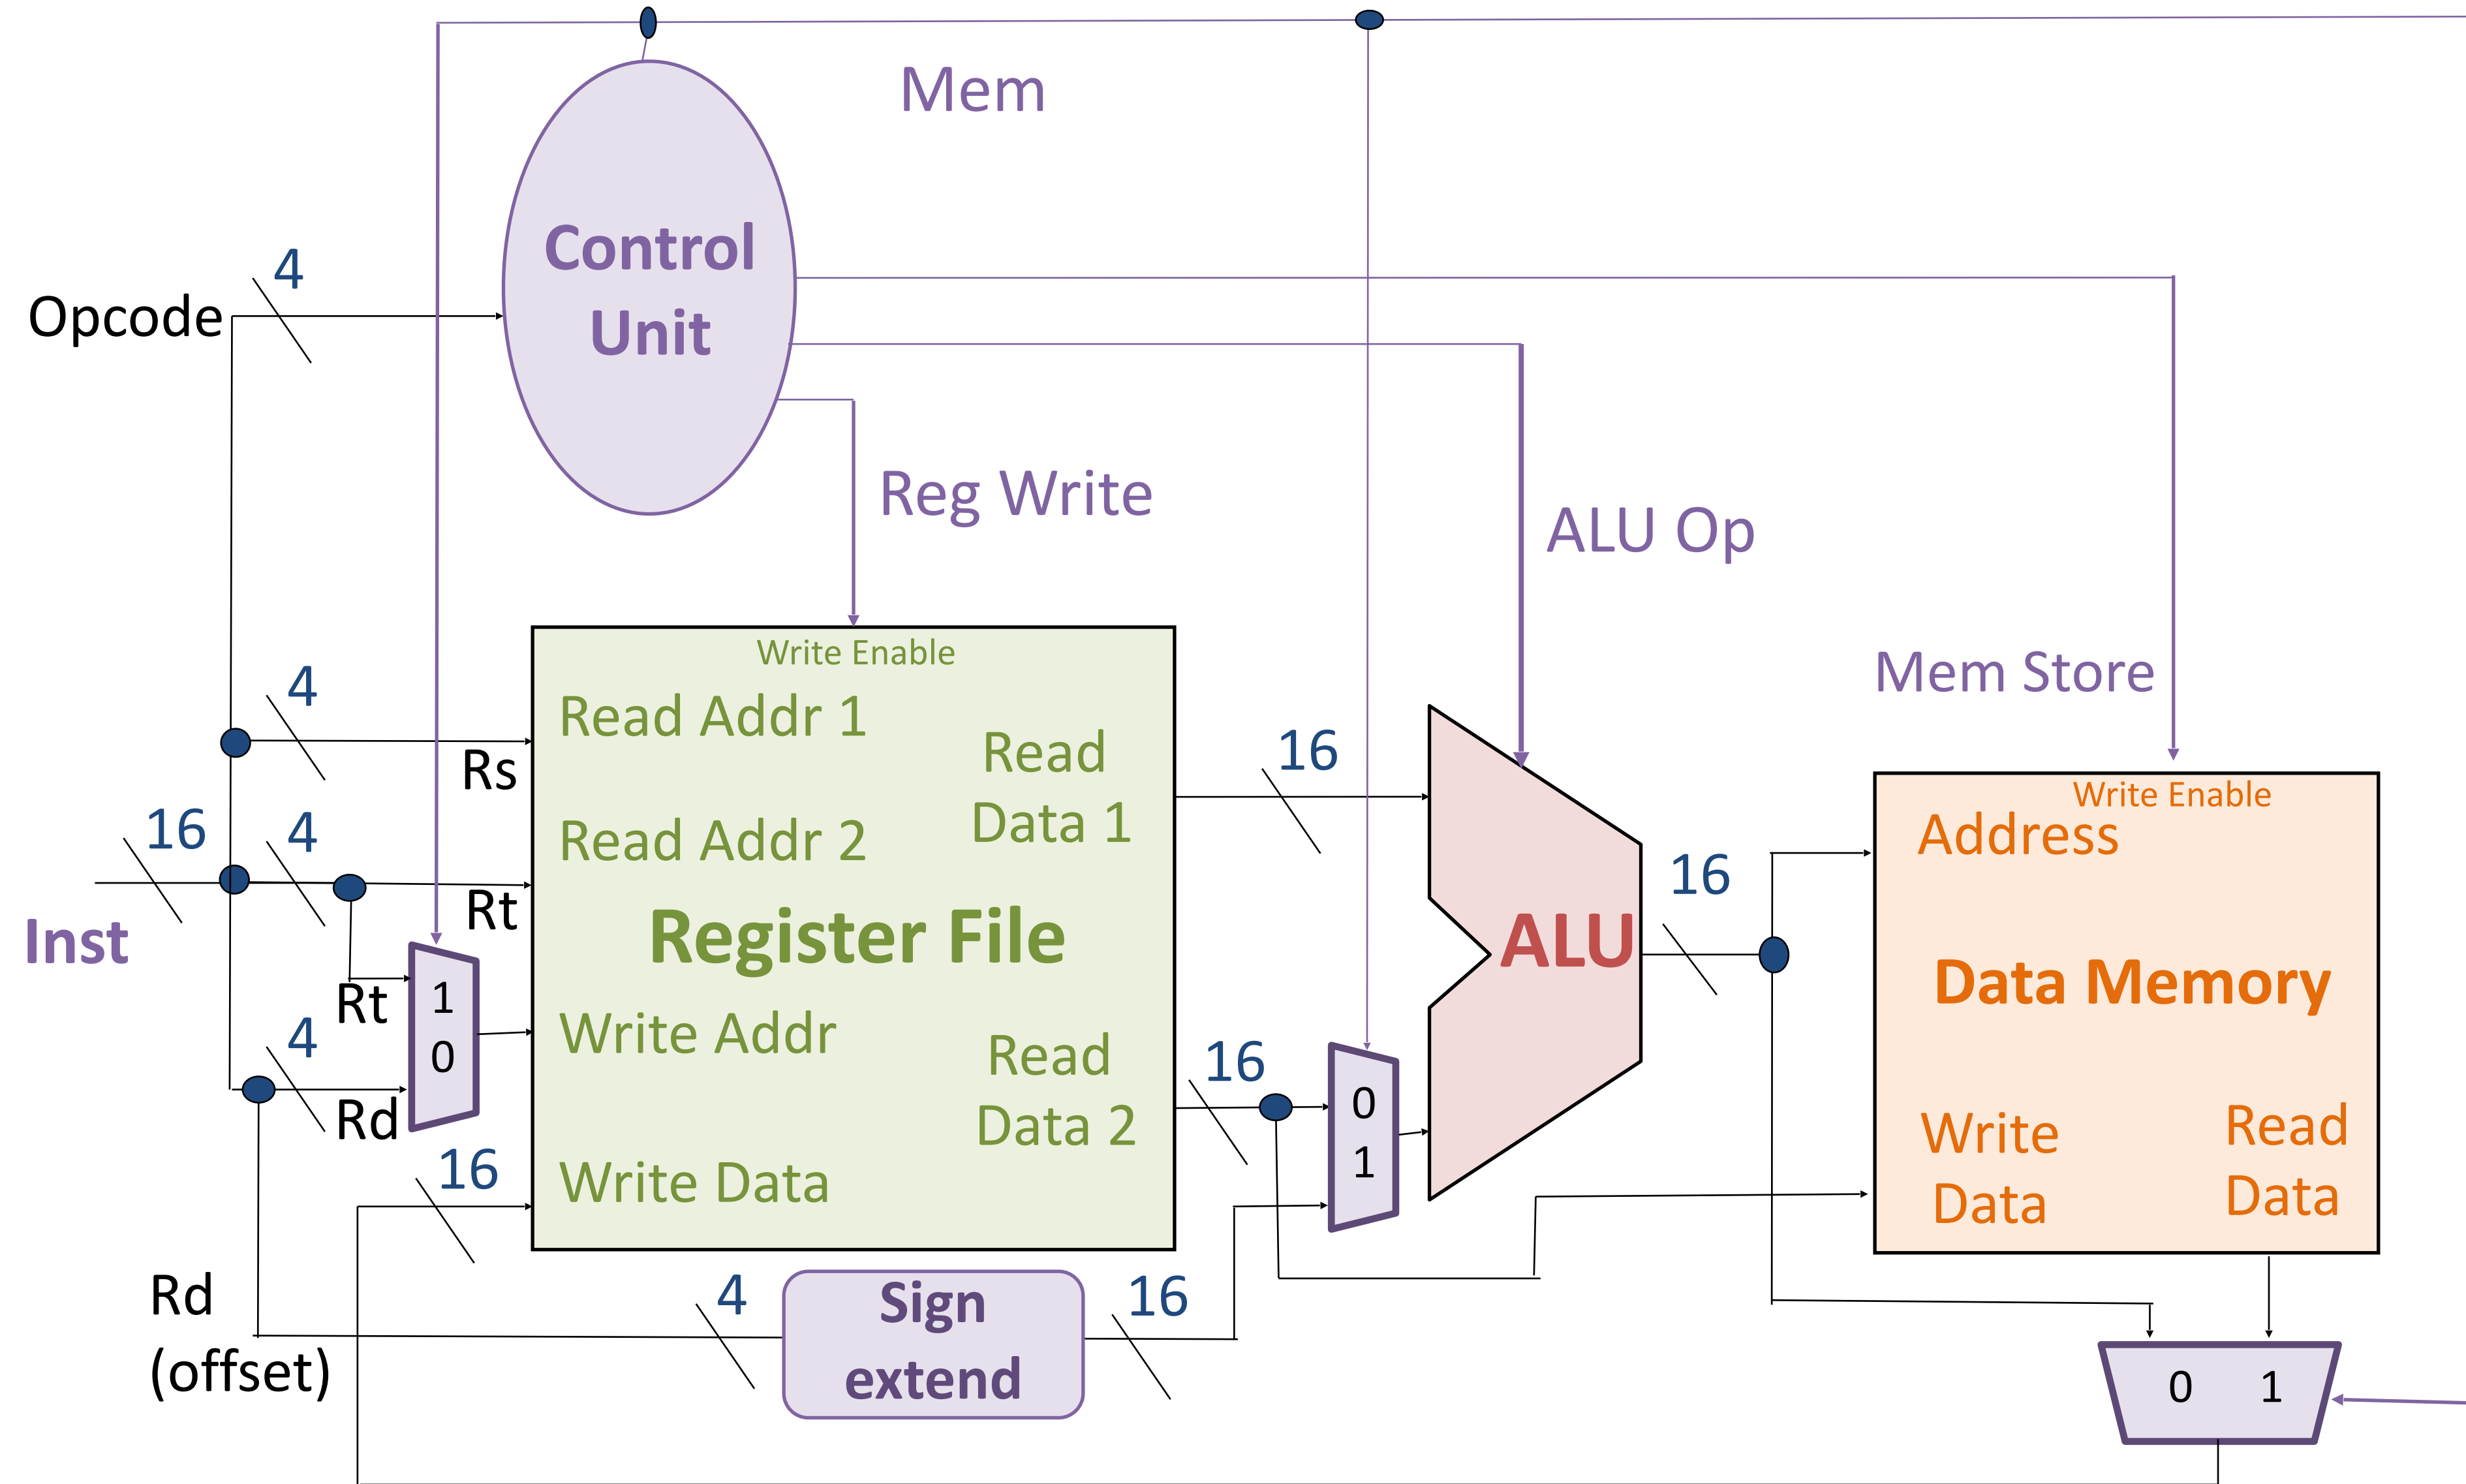 Mem
Control
Unit
4
Opcode
Reg Write
ALU Op
Mem Store
Write Enable
4
Read Addr 1
Rs
Read
Data 1
16
Write Enable
Address
16
4
Read Addr 2
Rt
16
Inst
Register File
ALU
Data Memory
Rt
1
0
Write Addr
4
Rd
Read
Data 2
16
0
1
Write
Data
Read
Data
16
Write Data
Rd
(offset)
4
Sign
extend
16
0 1